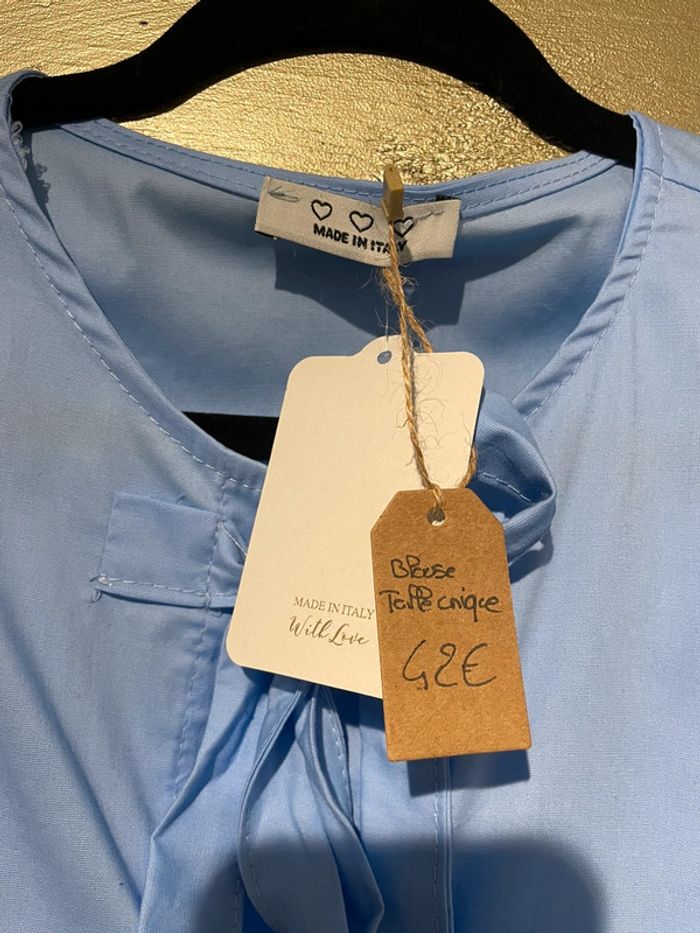 MADE IN ITALY
MADE IN ITALY
With Love
Blouse
Taille unique
42€